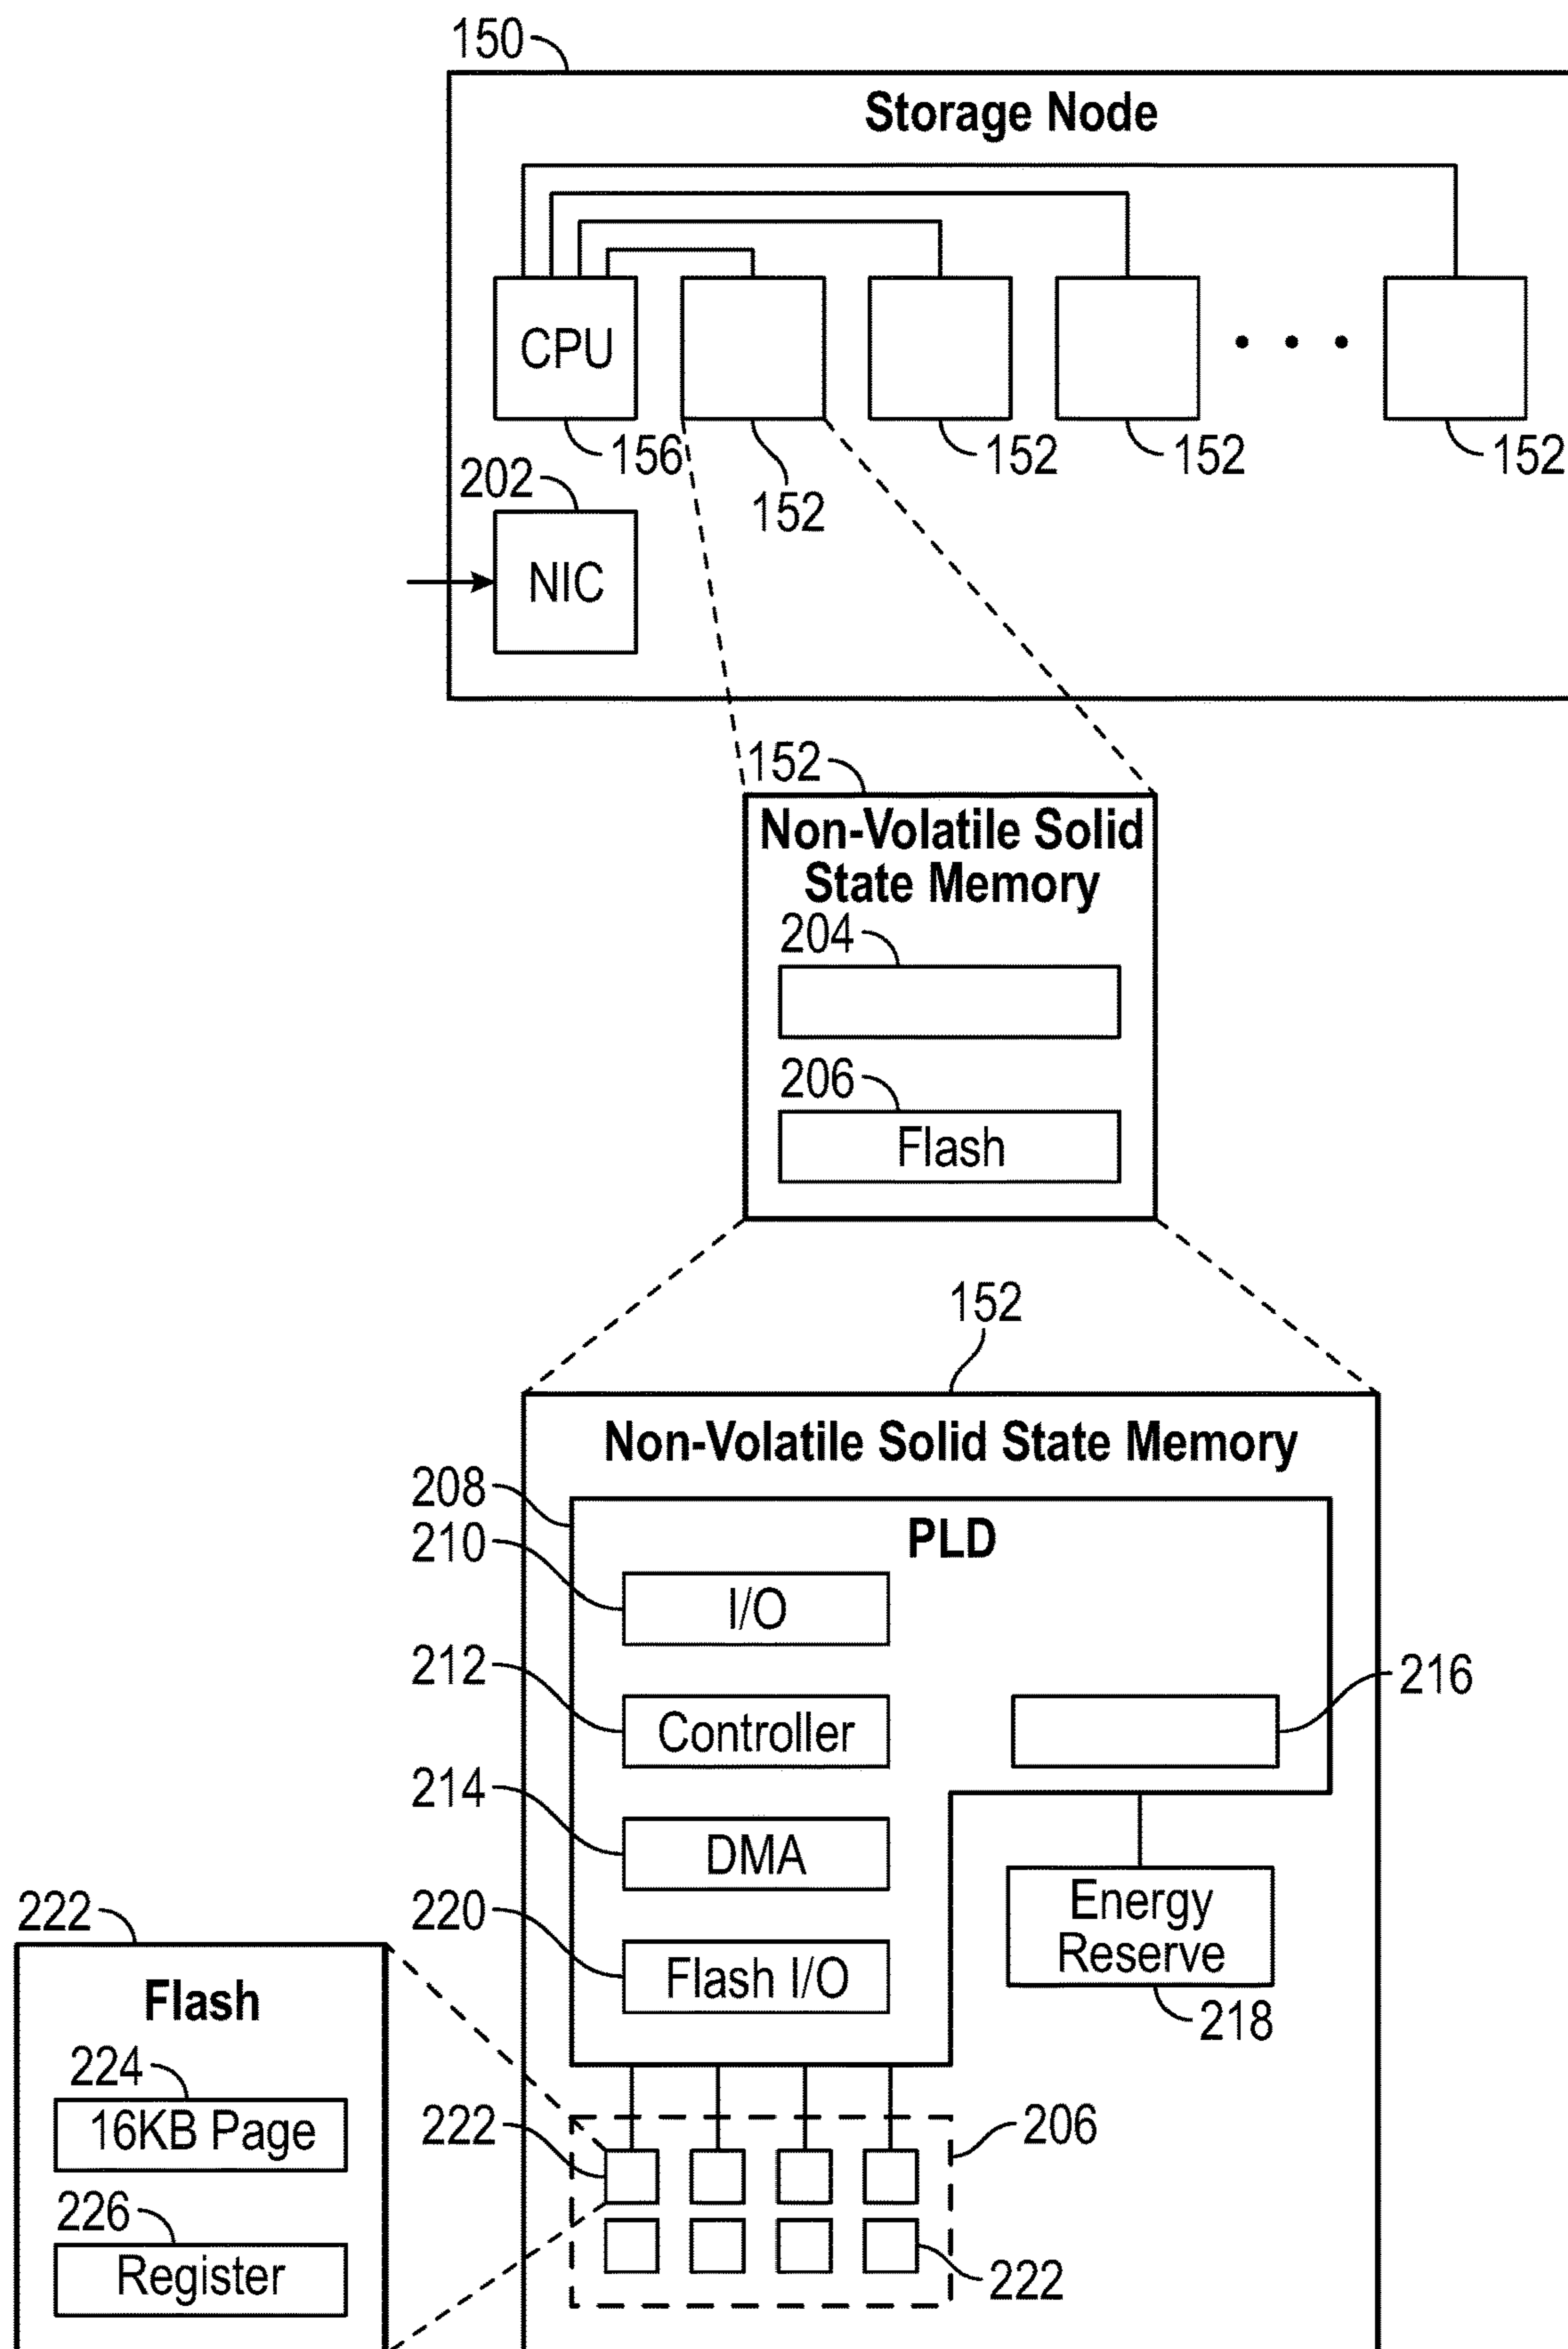 150
Storage Node
CPU
156
152
152
152
152
202
NIC
152
Non-Volatile Solid
State Memory
204
206
Flash
152
Non-Volatile Solid State Memory
208
PLD
210
I/O
212
Controller
216
214
DMA
220
Flash I/O
Energy
Reserve
218
222
Flash
224
16KB Page
226
Register
222
206
222